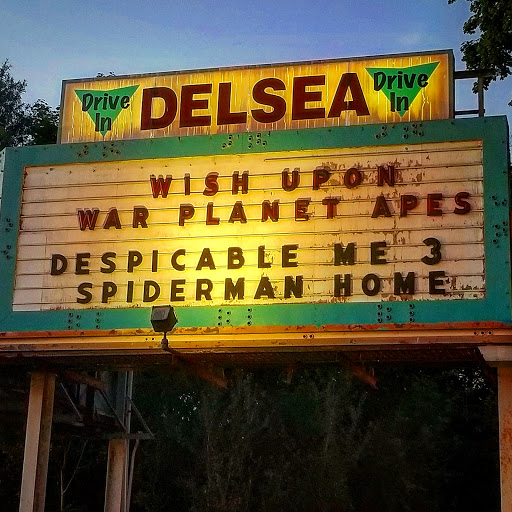 Drive In DELSEA Drive In
WISH UPON
WAR PLANET APES
DESPICABLE ME 3
SPIDERMAN HOME